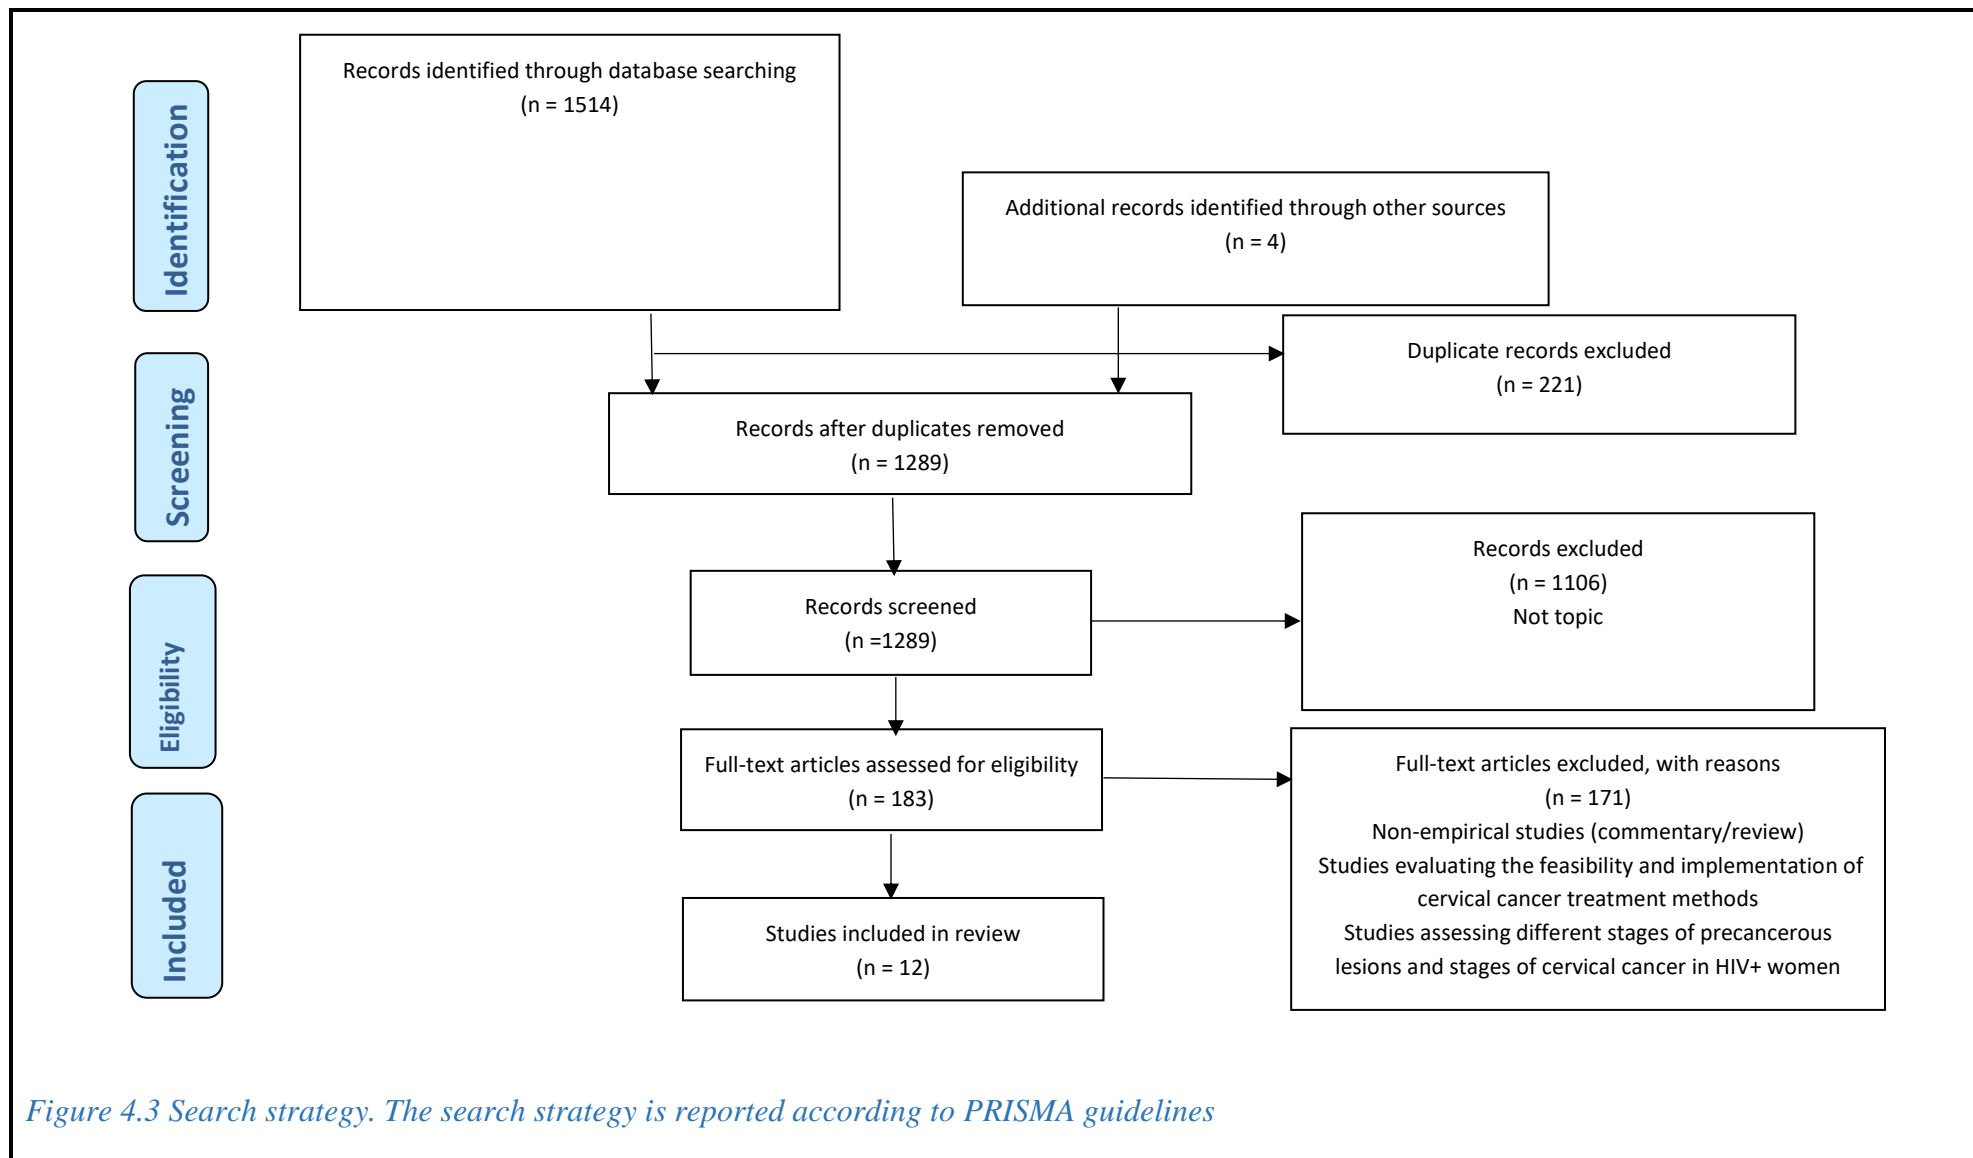 Identification
Records identified through database searching
(n = 1514)
Additional records identified through other sources
(n = 4)
Screening
Duplicate records excluded
(n = 221)
Records after duplicates removed
(n = 1289)
Eligibility
Records screened
(n =1289)
Records excluded
(n = 1106)
Not topic
Full-text articles assessed for eligibility
(n = 183)
Full-text articles excluded, with reasons
(n = 171)
Non-empirical studies (commentary/review)
Studies evaluating the feasibility and implementation of
cervical cancer treatment methods
Studies assessing different stages of precancerous
lesions and stages of cervical cancer in HIV+ women
Included
Studies included in review
(n = 12)
Figure 4.3 Search strategy. The search strategy is reported according to PRISMA guidelines